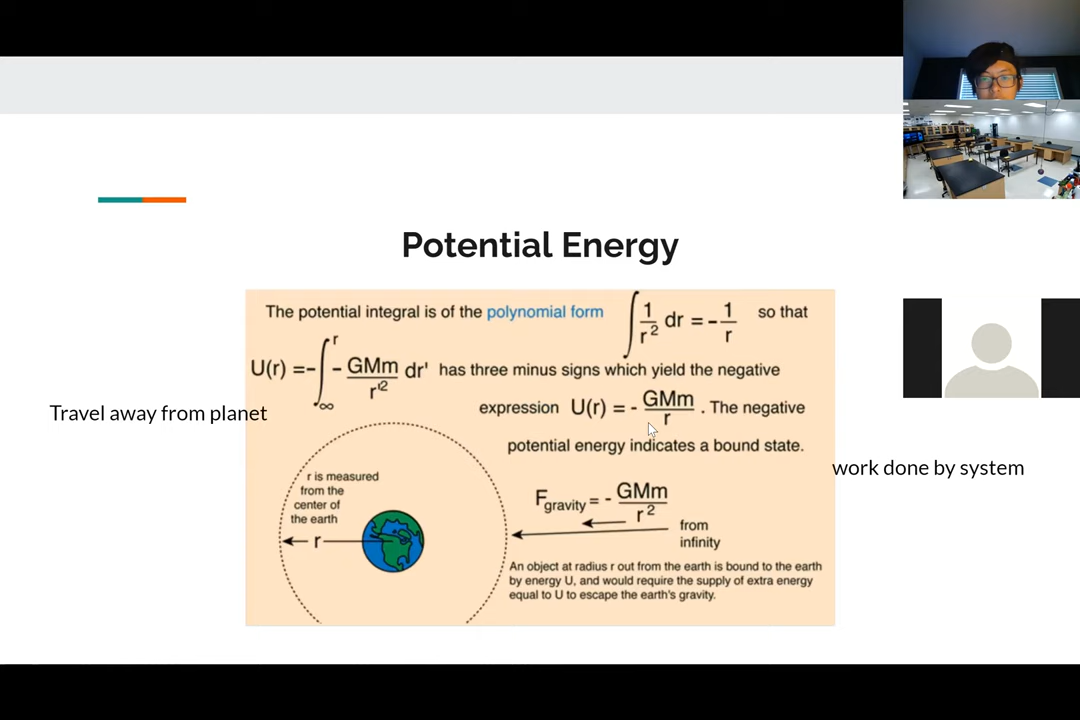 Potential Energy
The potential integral is of the polynomial form ∫ 1/r² dr = - 1/r so that
U(r) = - ∫_∞^r - GMm/r'² dr' has three minus signs which yield the negative
expression U(r) = - GMm/r . The negative
Travel away from planet
potential energy indicates a bound state.
work done by system
r is measured
from the
center of
the earth
r
F gravity = - GMm/r²
from
infinity
An object at radius r out from the earth is bound to the earth
by energy U, and would require the supply of extra energy
equal to U to escape the earth's gravity.